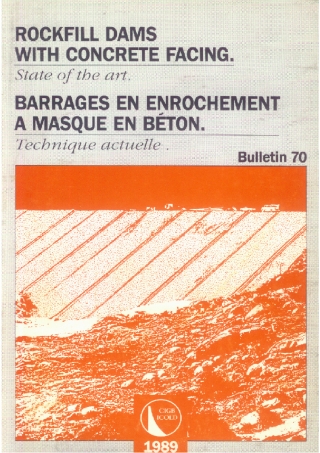 ROCKFILL DAMS
WITH CONCRETE FACING.
State of the art.
BARRAGES EN ENROCHEMENT
A MASQUE EN BÉTON.
Technique actuelle .
Bulletin 70
CIGB
ICOLD
1989